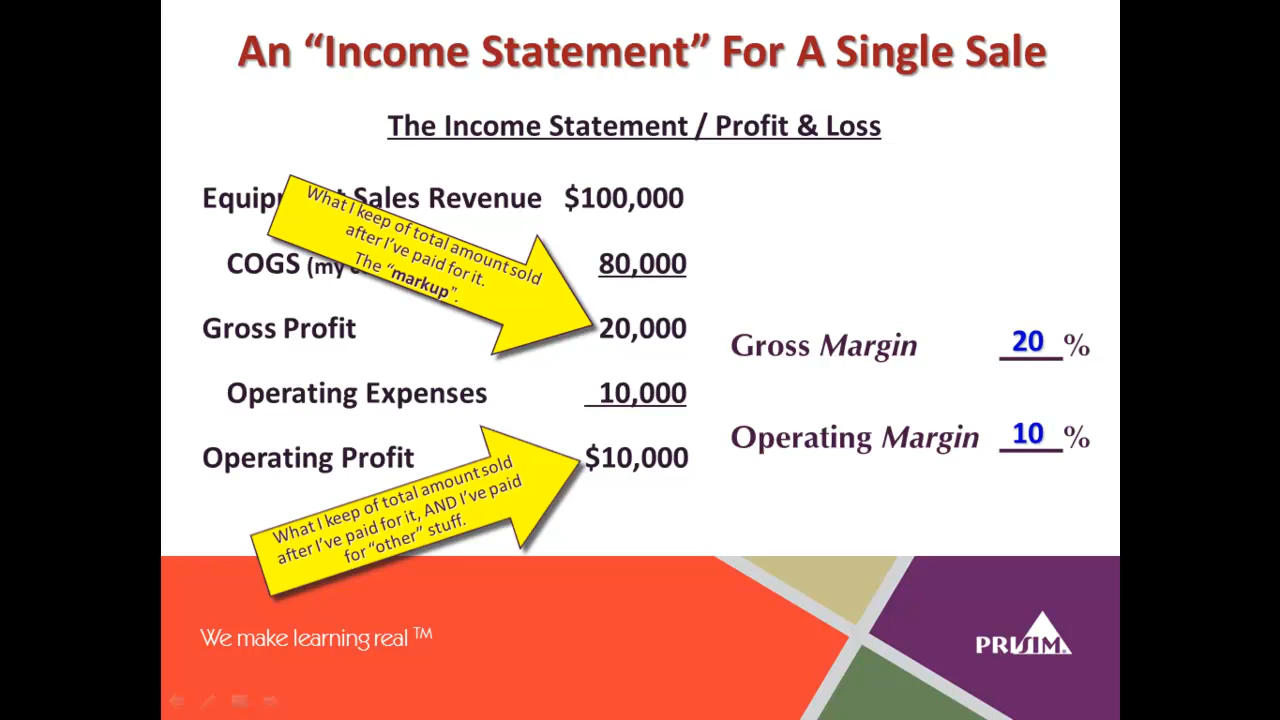 An “Income Statement” For A Single Sale
The Income Statement / Profit & Loss
Sales Revenue $100,000
What I keep of total amount sold
after I’ve paid for it.
The “markup”.
COGS (my 80,000
Gross Profit 20,000
Gross Margin 20 %
Operating Expenses 10,000
Operating Margin 10 %
Operating Profit $10,000
What I keep of total amount sold
after I’ve paid for it, AND I’ve paid
for “other” stuff.
We make learning real TM
PRISIM